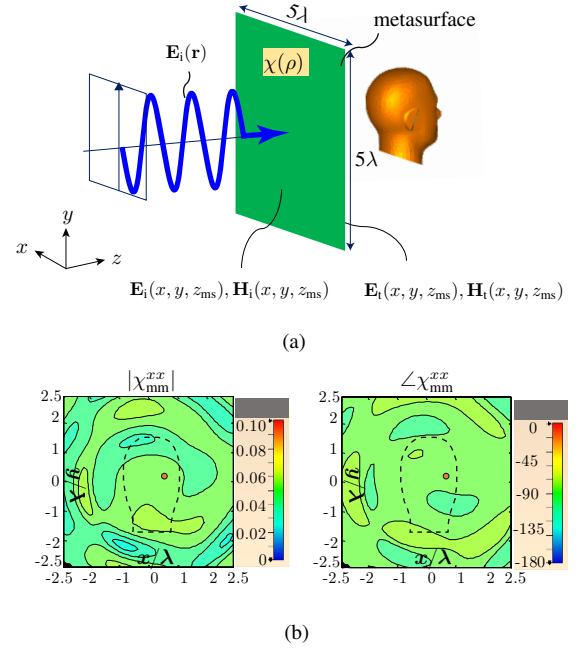 5λ
metasurface
E_i(r)
χ(ρ)
5λ
y
x
z
E_i(x, y, z_ms), H_i(x, y, z_ms)
E_t(x, y, z_ms), H_t(x, y, z_ms)
(a)
|χ_mm^xx|
∠χ_mm^xx
2.5
2
1
0
-1
-2
-2.5
y/λ
-2.5 -2 -1 0 1 2 2.5
x/λ
0.10
0.08
0.06
0.04
0.02
0
2.5
2
1
0
-1
-2
-2.5
y/λ
-2.5 -2 -1 0 1 2 2.5
x/λ
0
-45
-90
-135
-180
(b)